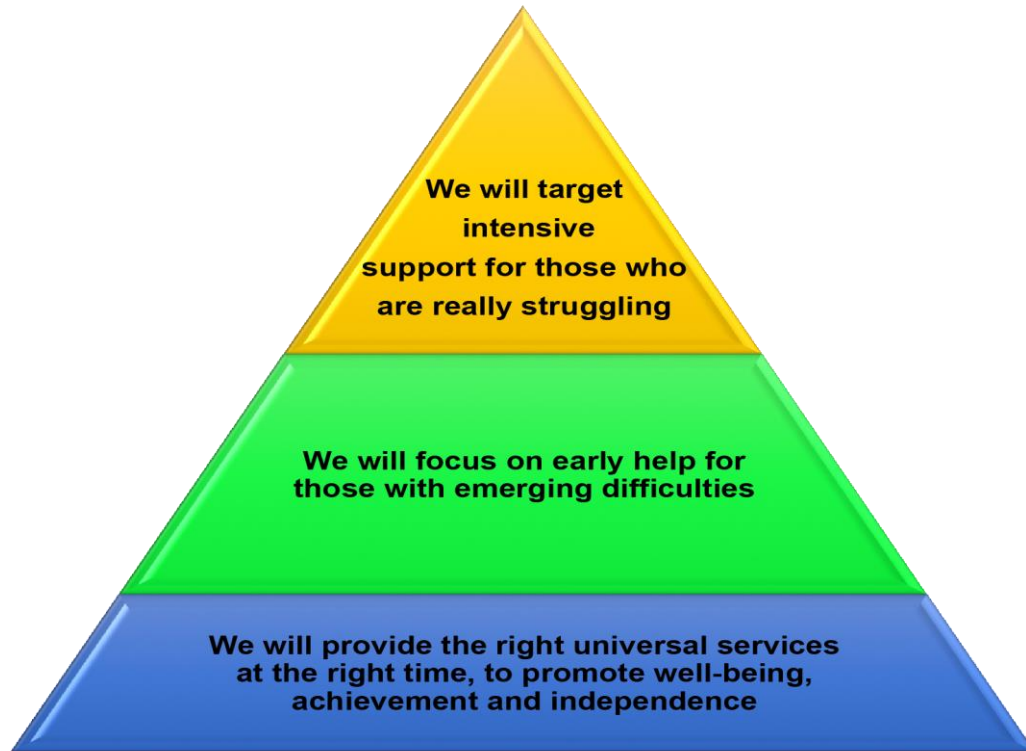 We will target
intensive
support for those who
are really struggling
We will focus on early help for
those with emerging difficulties
We will provide the right universal services
at the right time, to promote well-being,
achievement and independence